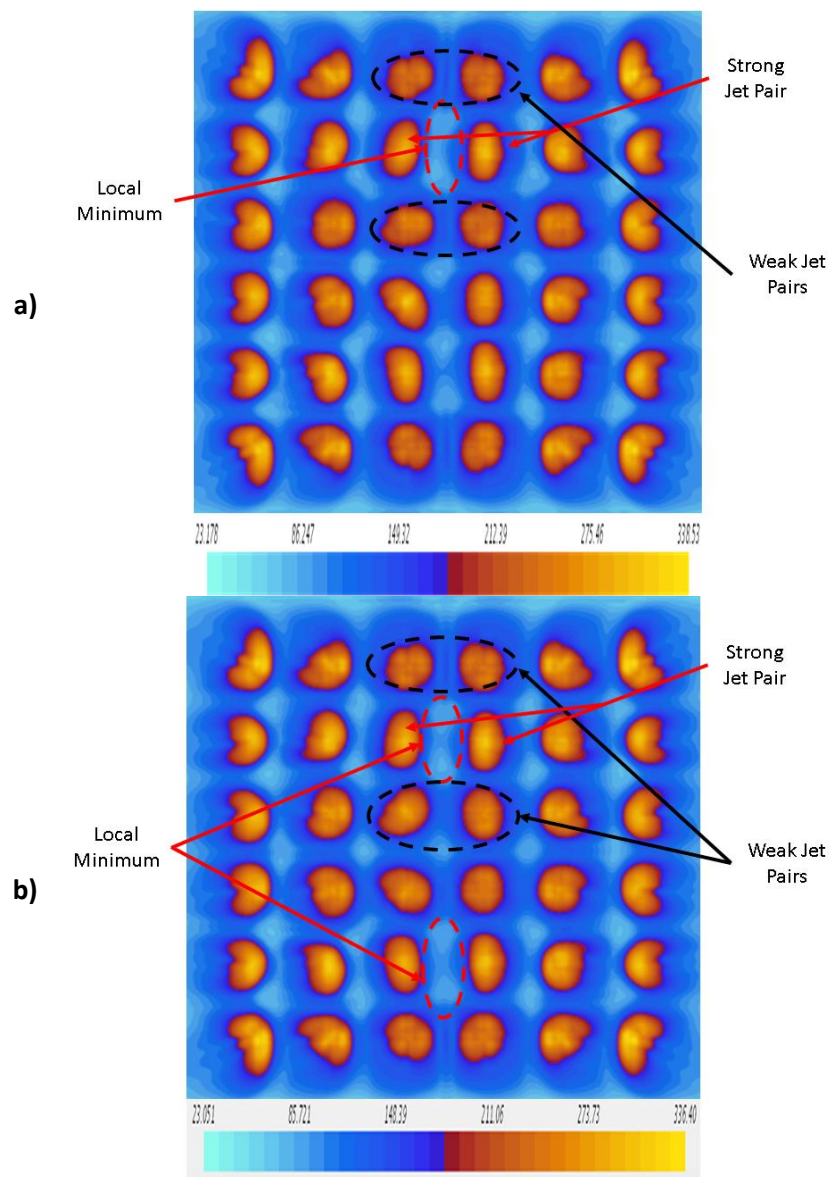 Strong
Jet Pair
Local
Minimum
Weak Jet
Pairs
a)
23.178 86.247 149.32 212.39 275.46 338.53
Strong
Jet Pair
Local
Minimum
Weak Jet
Pairs
b)
23.051 85.721 148.39 211.06 273.73 336.40